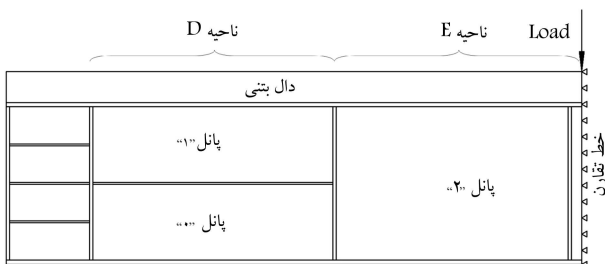 ناحیه D
ناحیه E
Load
دال بتنی
پانل "۱"
پانل "۲"
پانل "۰"
خط تقارن